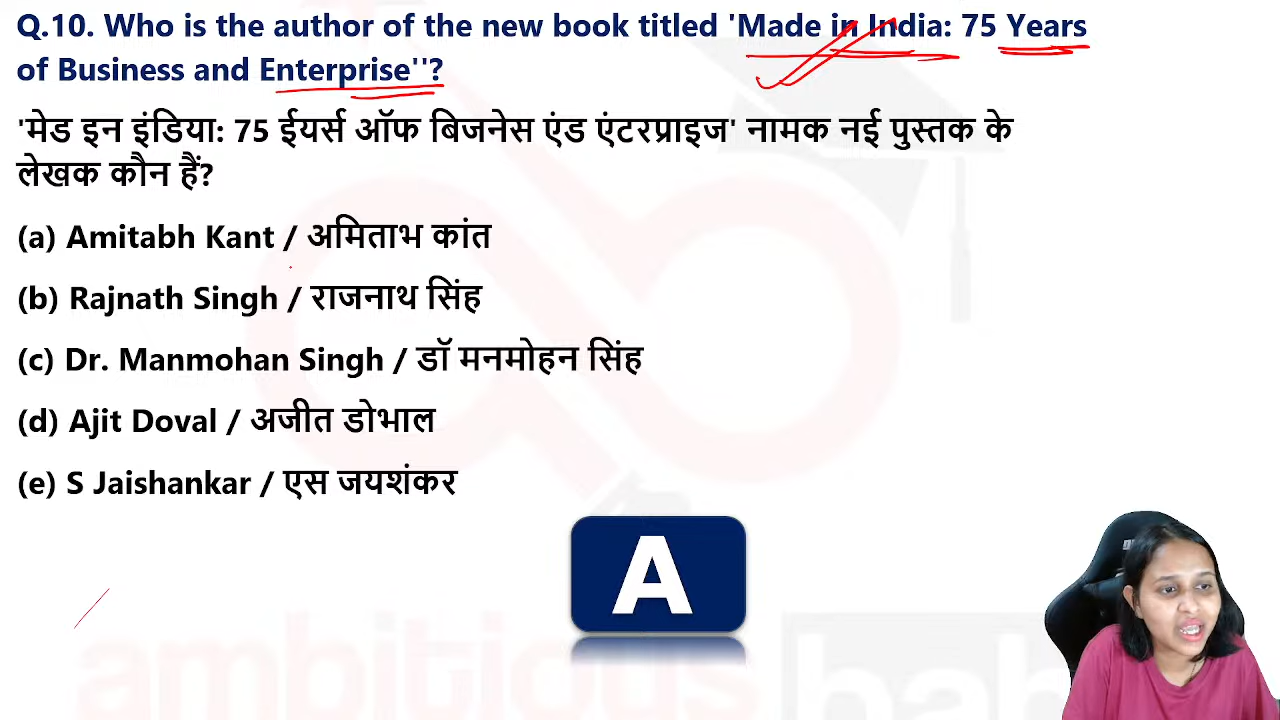 Q.10. Who is the author of the new book titled 'Made in India: 75 Years
of Business and Enterprise''?
'मेड इन इंडिया: 75 ईयर्स ऑफ बिजनेस एंड एंटरप्राइज' नामक नई पुस्तक के
लेखक कौन हैं?
(a) Amitabh Kant / अमिताभ कांत
(b) Rajnath Singh / राजनाथ सिंह
(c) Dr. Manmohan Singh / डॉ मनमोहन सिंह
(d) Ajit Doval / अजीत डोभाल
(e) S Jaishankar / एस जयशंकर
A
ambitious